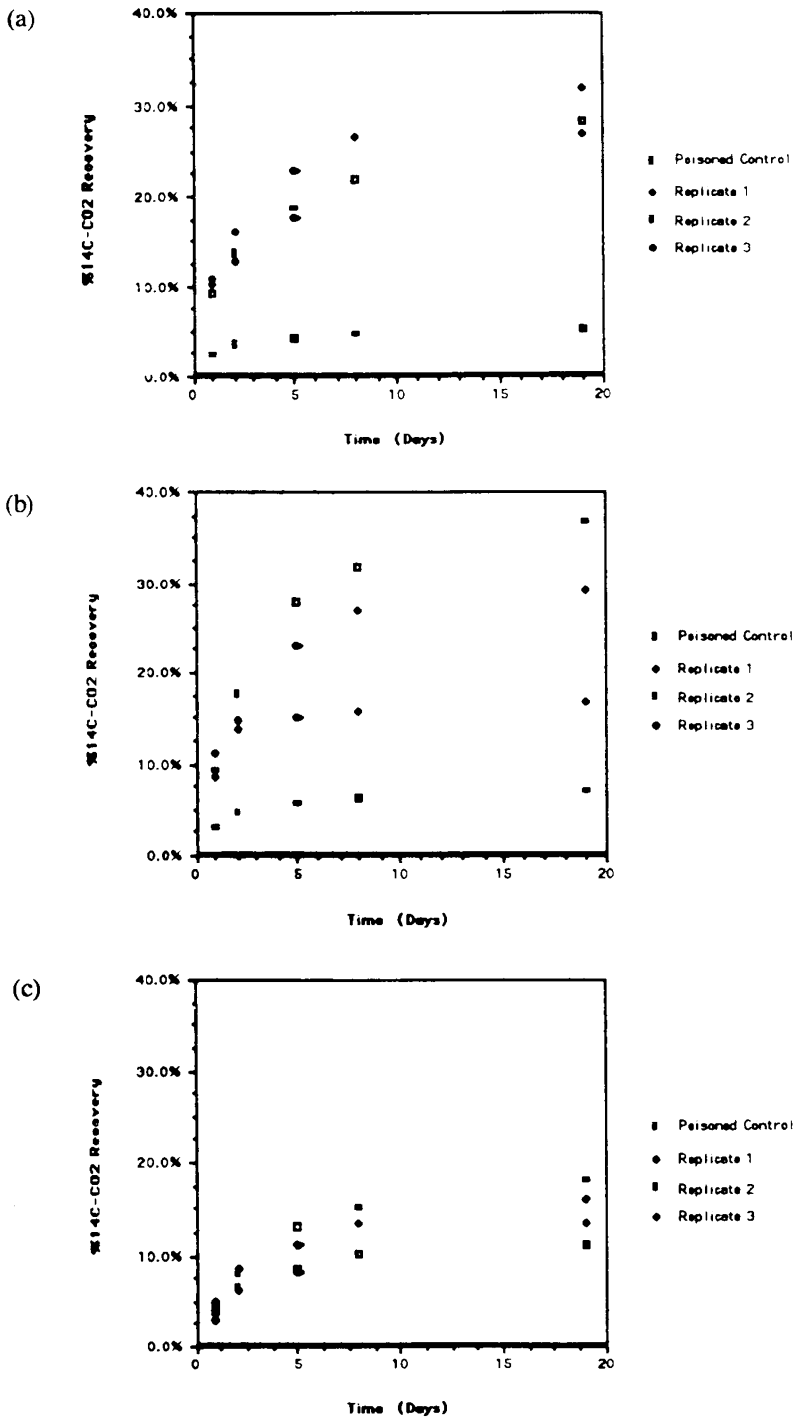 (a)
40.0%
30.0%
20.0%
10.0%
0.0%
%14C-CO2 Recovery
0 5 10 15 20
Time (Days)
Poisoned Control
Replicate 1
Replicate 2
Replicate 3
(b)
40.0%
30.0%
20.0%
10.0%
0.0%
%14C-CO2 Recovery
0 5 10 15 20
Time (Days)
Poisoned Control
Replicate 1
Replicate 2
Replicate 3
(c)
40.0%
30.0%
20.0%
10.0%
0.0%
%14C-CO2 Recovery
0 5 10 15 20
Time (Days)
Poisoned Control
Replicate 1
Replicate 2
Replicate 3